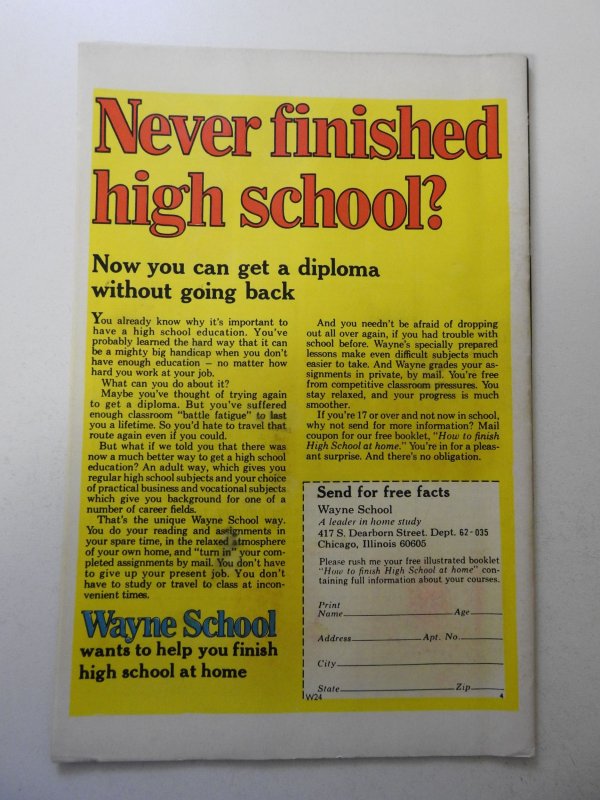 Never finished
high school?
Now you can get a diploma
without going back
You already know why it's important to
have a high school education. You've
probably learned the hard way that it can
be a mighty big handicap when you don't
have enough education — no matter how
hard you work at your job.
What can you do about it?
Maybe you've thought of trying again
to get a diploma. But you've suffered
enough classroom "battle fatigue" to last
you a lifetime. So you'd hate to travel that
route again even if you could.
But what if we told you that there was
now a much better way to get a high school
education? An adult way, which gives you
regular high school subjects and your choice
of practical business and vocational subjects
which give you background for one of a
number of career fields.
That's the unique Wayne School way.
You do your reading and assignments in
your spare time, in the relaxed atmosphere
of your own home, and "turn in" your com-
pleted assignments by mail. You don't have
to give up your present job. You don't
have to study or travel to class at incon-
venient times.
Wayne School
wants to help you finish
high school at home
And you needn't be afraid of dropping
out all over again, if you had trouble with
school before. Wayne's specially prepared
lessons make even difficult subjects much
easier to take. And Wayne grades your as-
signments in private, by mail. You're free
from competitive classroom pressures. You
stay relaxed, and your progress is much
smoother.
If you're 17 or over and not now in school,
why not send for more information? Mail
coupon for our free booklet, "How to finish
High School at home." You're in for a pleas-
ant surprise. And there's no obligation.
Send for free facts
Wayne School
A leader in home study
417 S. Dearborn Street. Dept. 62-035
Chicago, Illinois 60605
Please rush me your free illustrated booklet
"How to finish High School at home" con-
taining full information about your courses.
Print
Name Age
Address Apt. No.
City
State Zip
W24 4